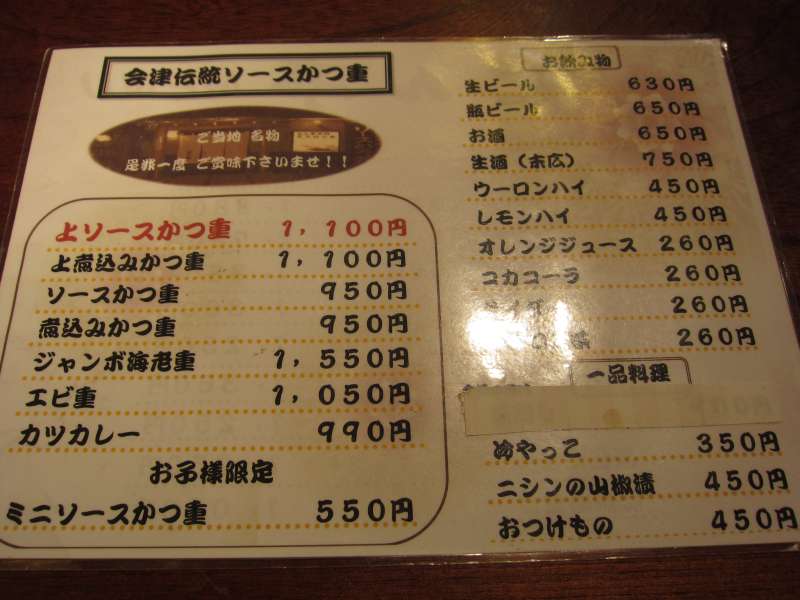 会津伝統ソースかつ重
ご当地 名物
是非一度 ご賞味下さいませ！！
上ソースかつ重 1，100円
上煮込みかつ重 1，100円
ソースかつ重 950円
煮込みかつ重 950円
ジャンボ海老重 1，550円
エビ重 1，050円
カツカレー 990円
お子様限定
ミニソースかつ重 550円
お飲み物
生ビール 630円
瓶ビール 650円
お酒 650円
生酒（末広） 750円
ウーロンハイ 450円
レモンハイ 450円
オレンジジュース 260円
コカコーラ 260円
260円
260円
一品料理
冷やっこ 350円
ニシンの山椒漬 450円
おつけもの 450円